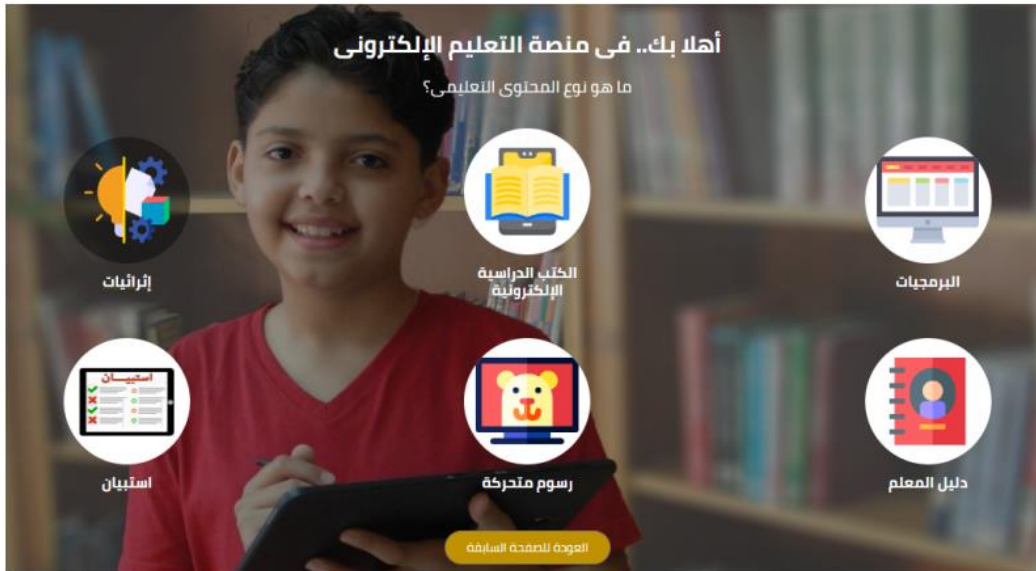 أهلا بك.. فى منصة التعليم الإلكترونى
ما هو نوع المحتوى التعليمى؟
البرمجيات
الكتب الدراسية
الإلكترونية
إثرائيات
دليل المعلم
رسوم متحركة
استبيــــان
استبيان
العودة للصفحة السابقة